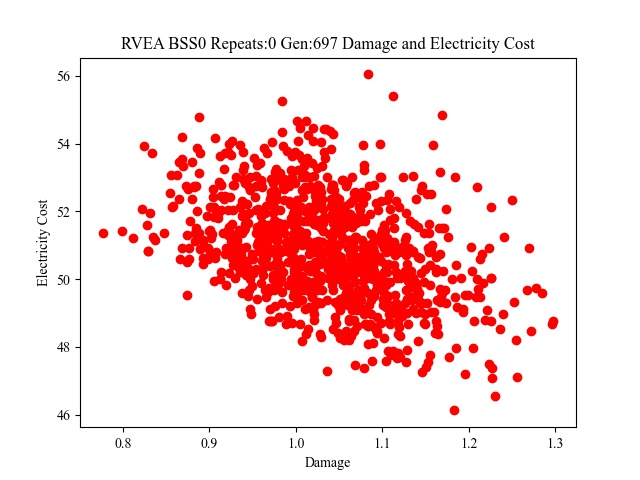 RVEA BSS0 Repeats:0 Gen:697 Damage and Electricity Cost
56
54
52
50
48
46
Electricity Cost
0.8 0.9 1.0 1.1 1.2 1.3
Damage